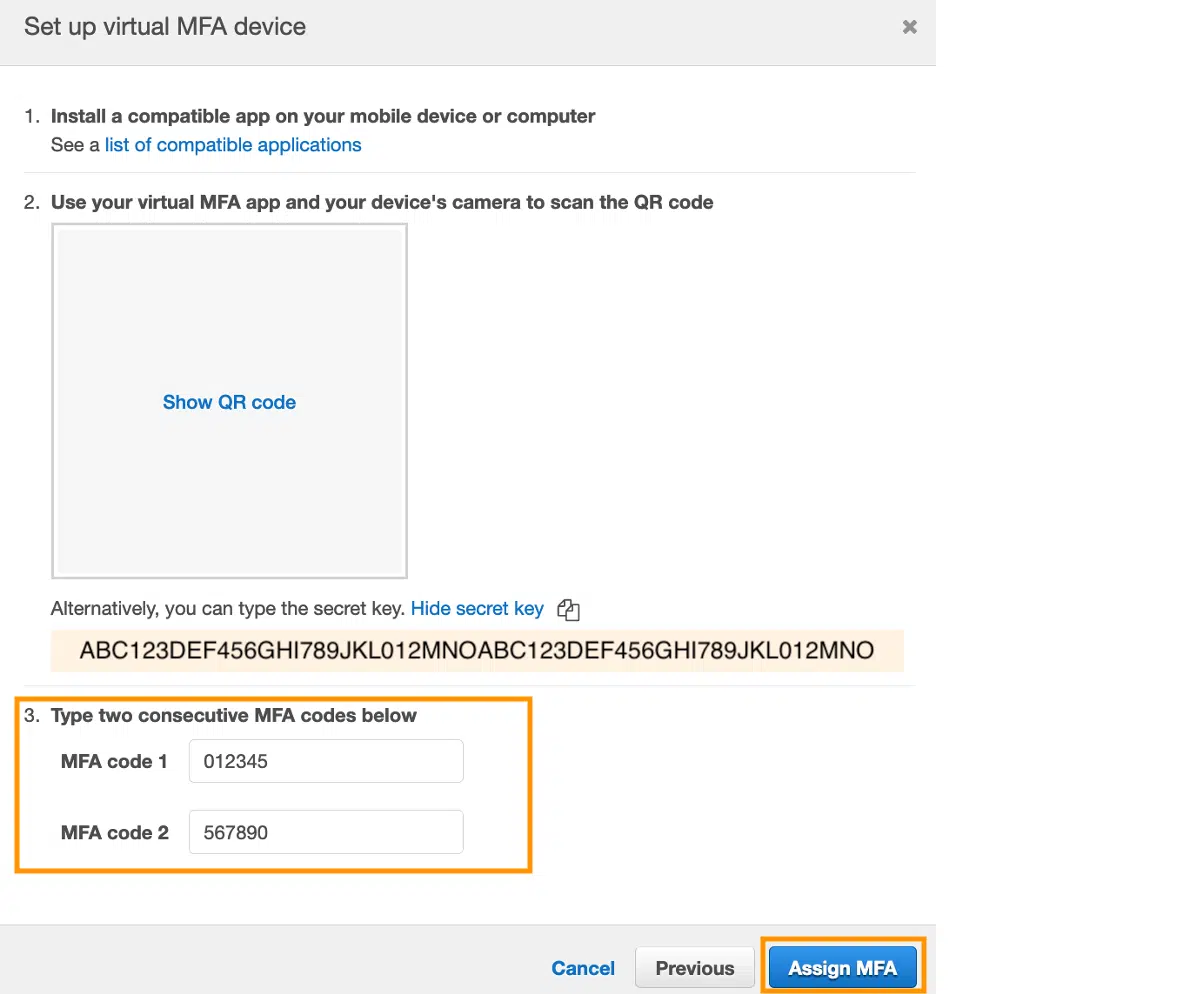 Set up virtual MFA device
1. Install a compatible app on your mobile device or computer
See a list of compatible applications
2. Use your virtual MFA app and your device's camera to scan the QR code
Show QR code
Alternatively, you can type the secret key. Hide secret key
ABC123DEF456GHI789JKL012MNOABC123DEF456GHI789JKL012MNO
3. Type two consecutive MFA codes below
MFA code 1 012345
MFA code 2 567890
Cancel Previous Assign MFA